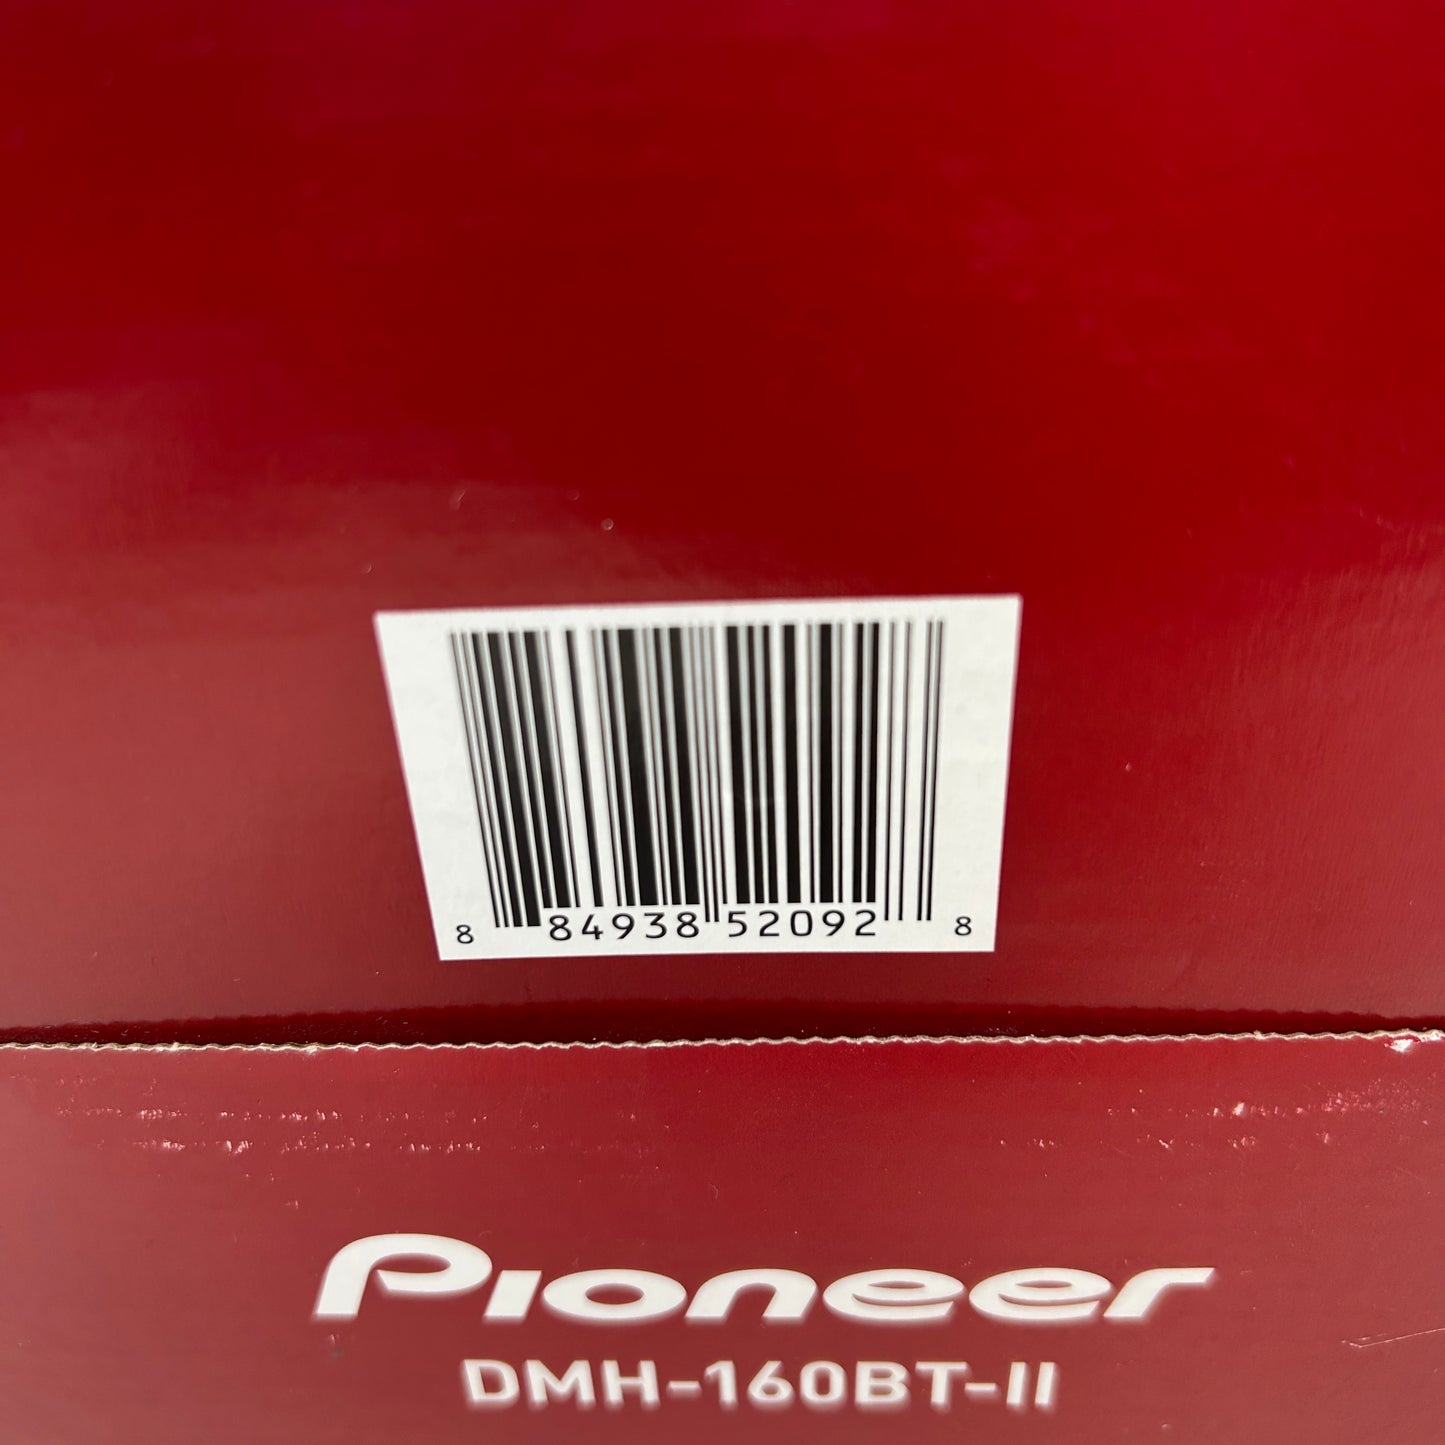 8 84938 52092 8
Pioneer
DMH-160BT-II